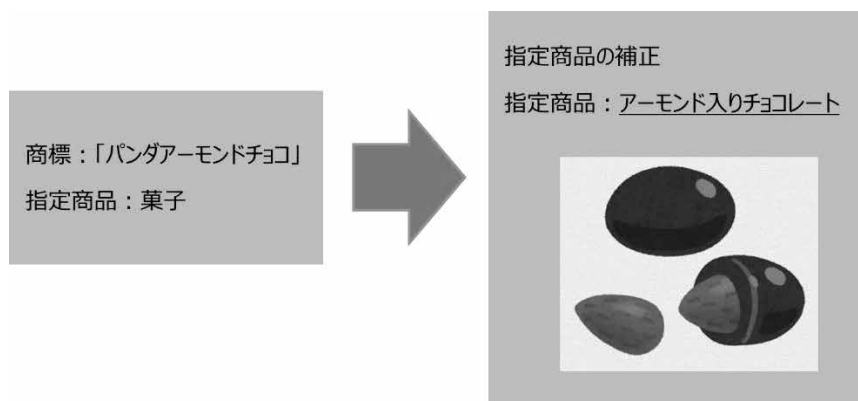 商標：「パンダアーモンドチョコ」
指定商品：菓子
指定商品の補正
指定商品：アーモンド入りチョコレート